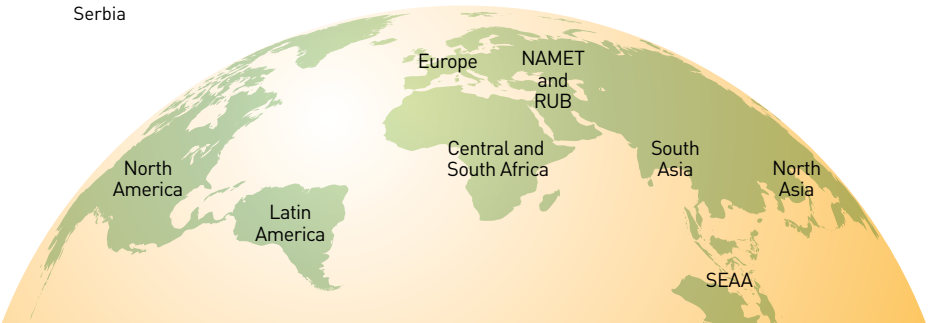 Serbia
Europe
NAMET
and
RUB
Central and
South Africa
South
Asia
North
Asia
North
America
Latin
America
SEAA